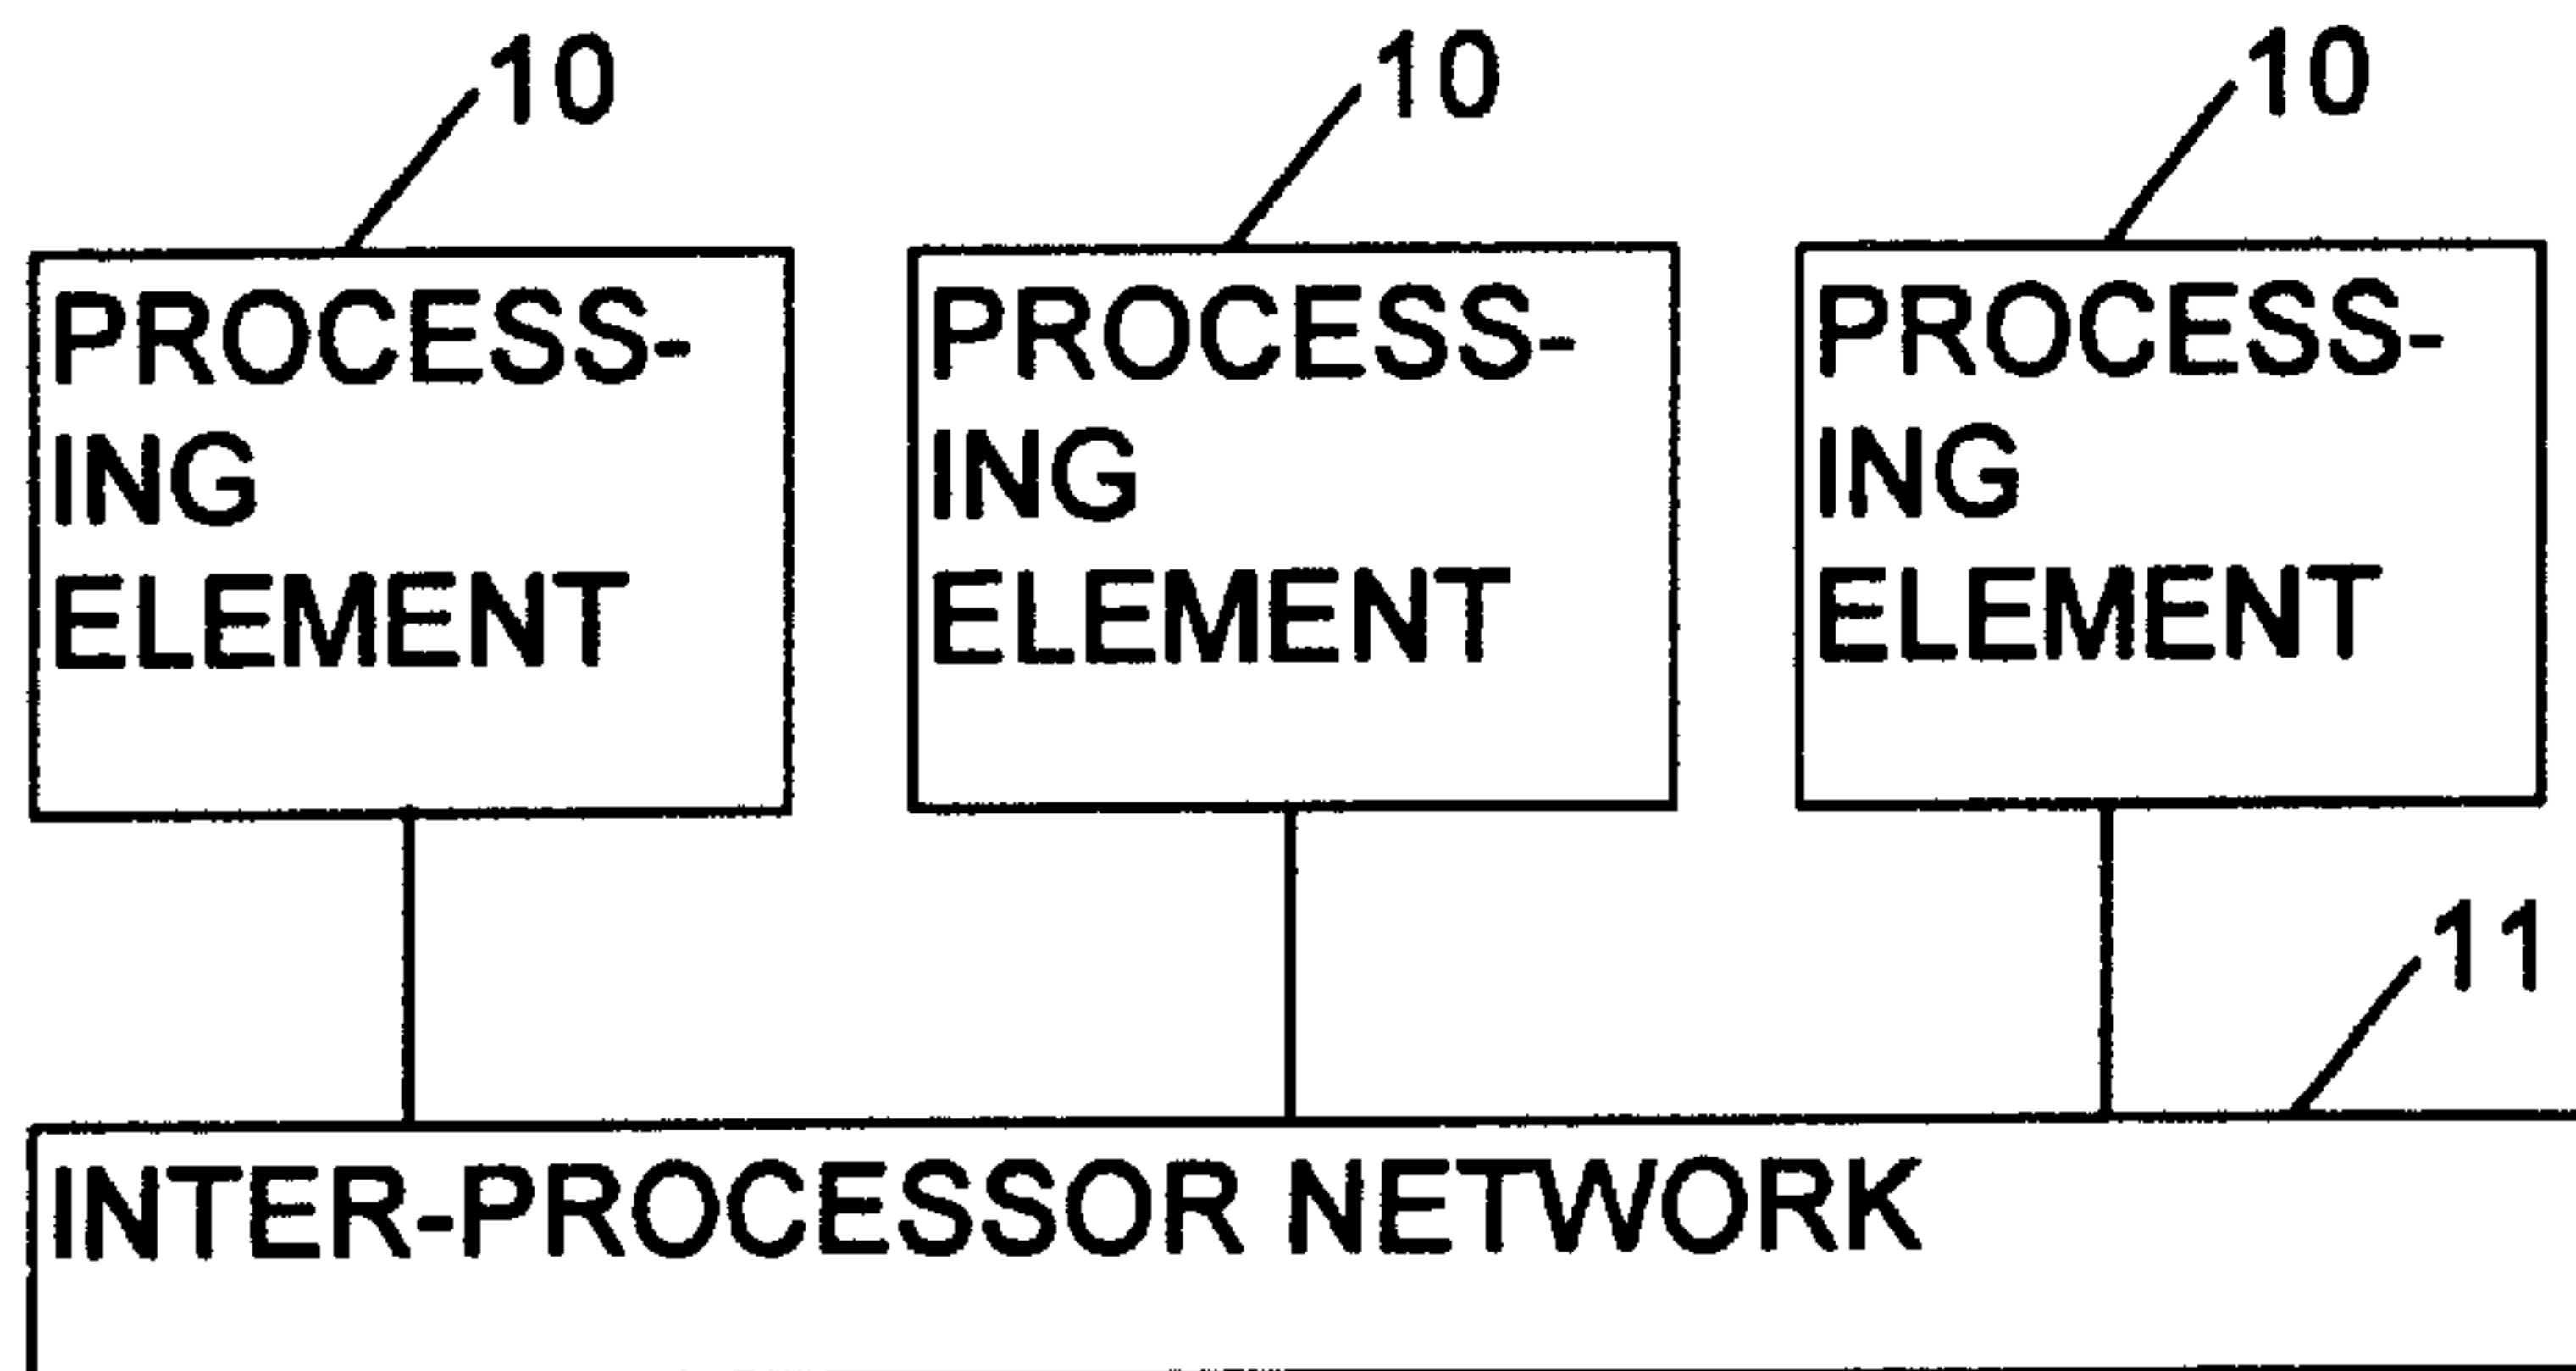 10
10
10
PROCESS-
ING
ELEMENT
PROCESS-
ING
ELEMENT
PROCESS-
ING
ELEMENT
11
INTER-PROCESSOR NETWORK